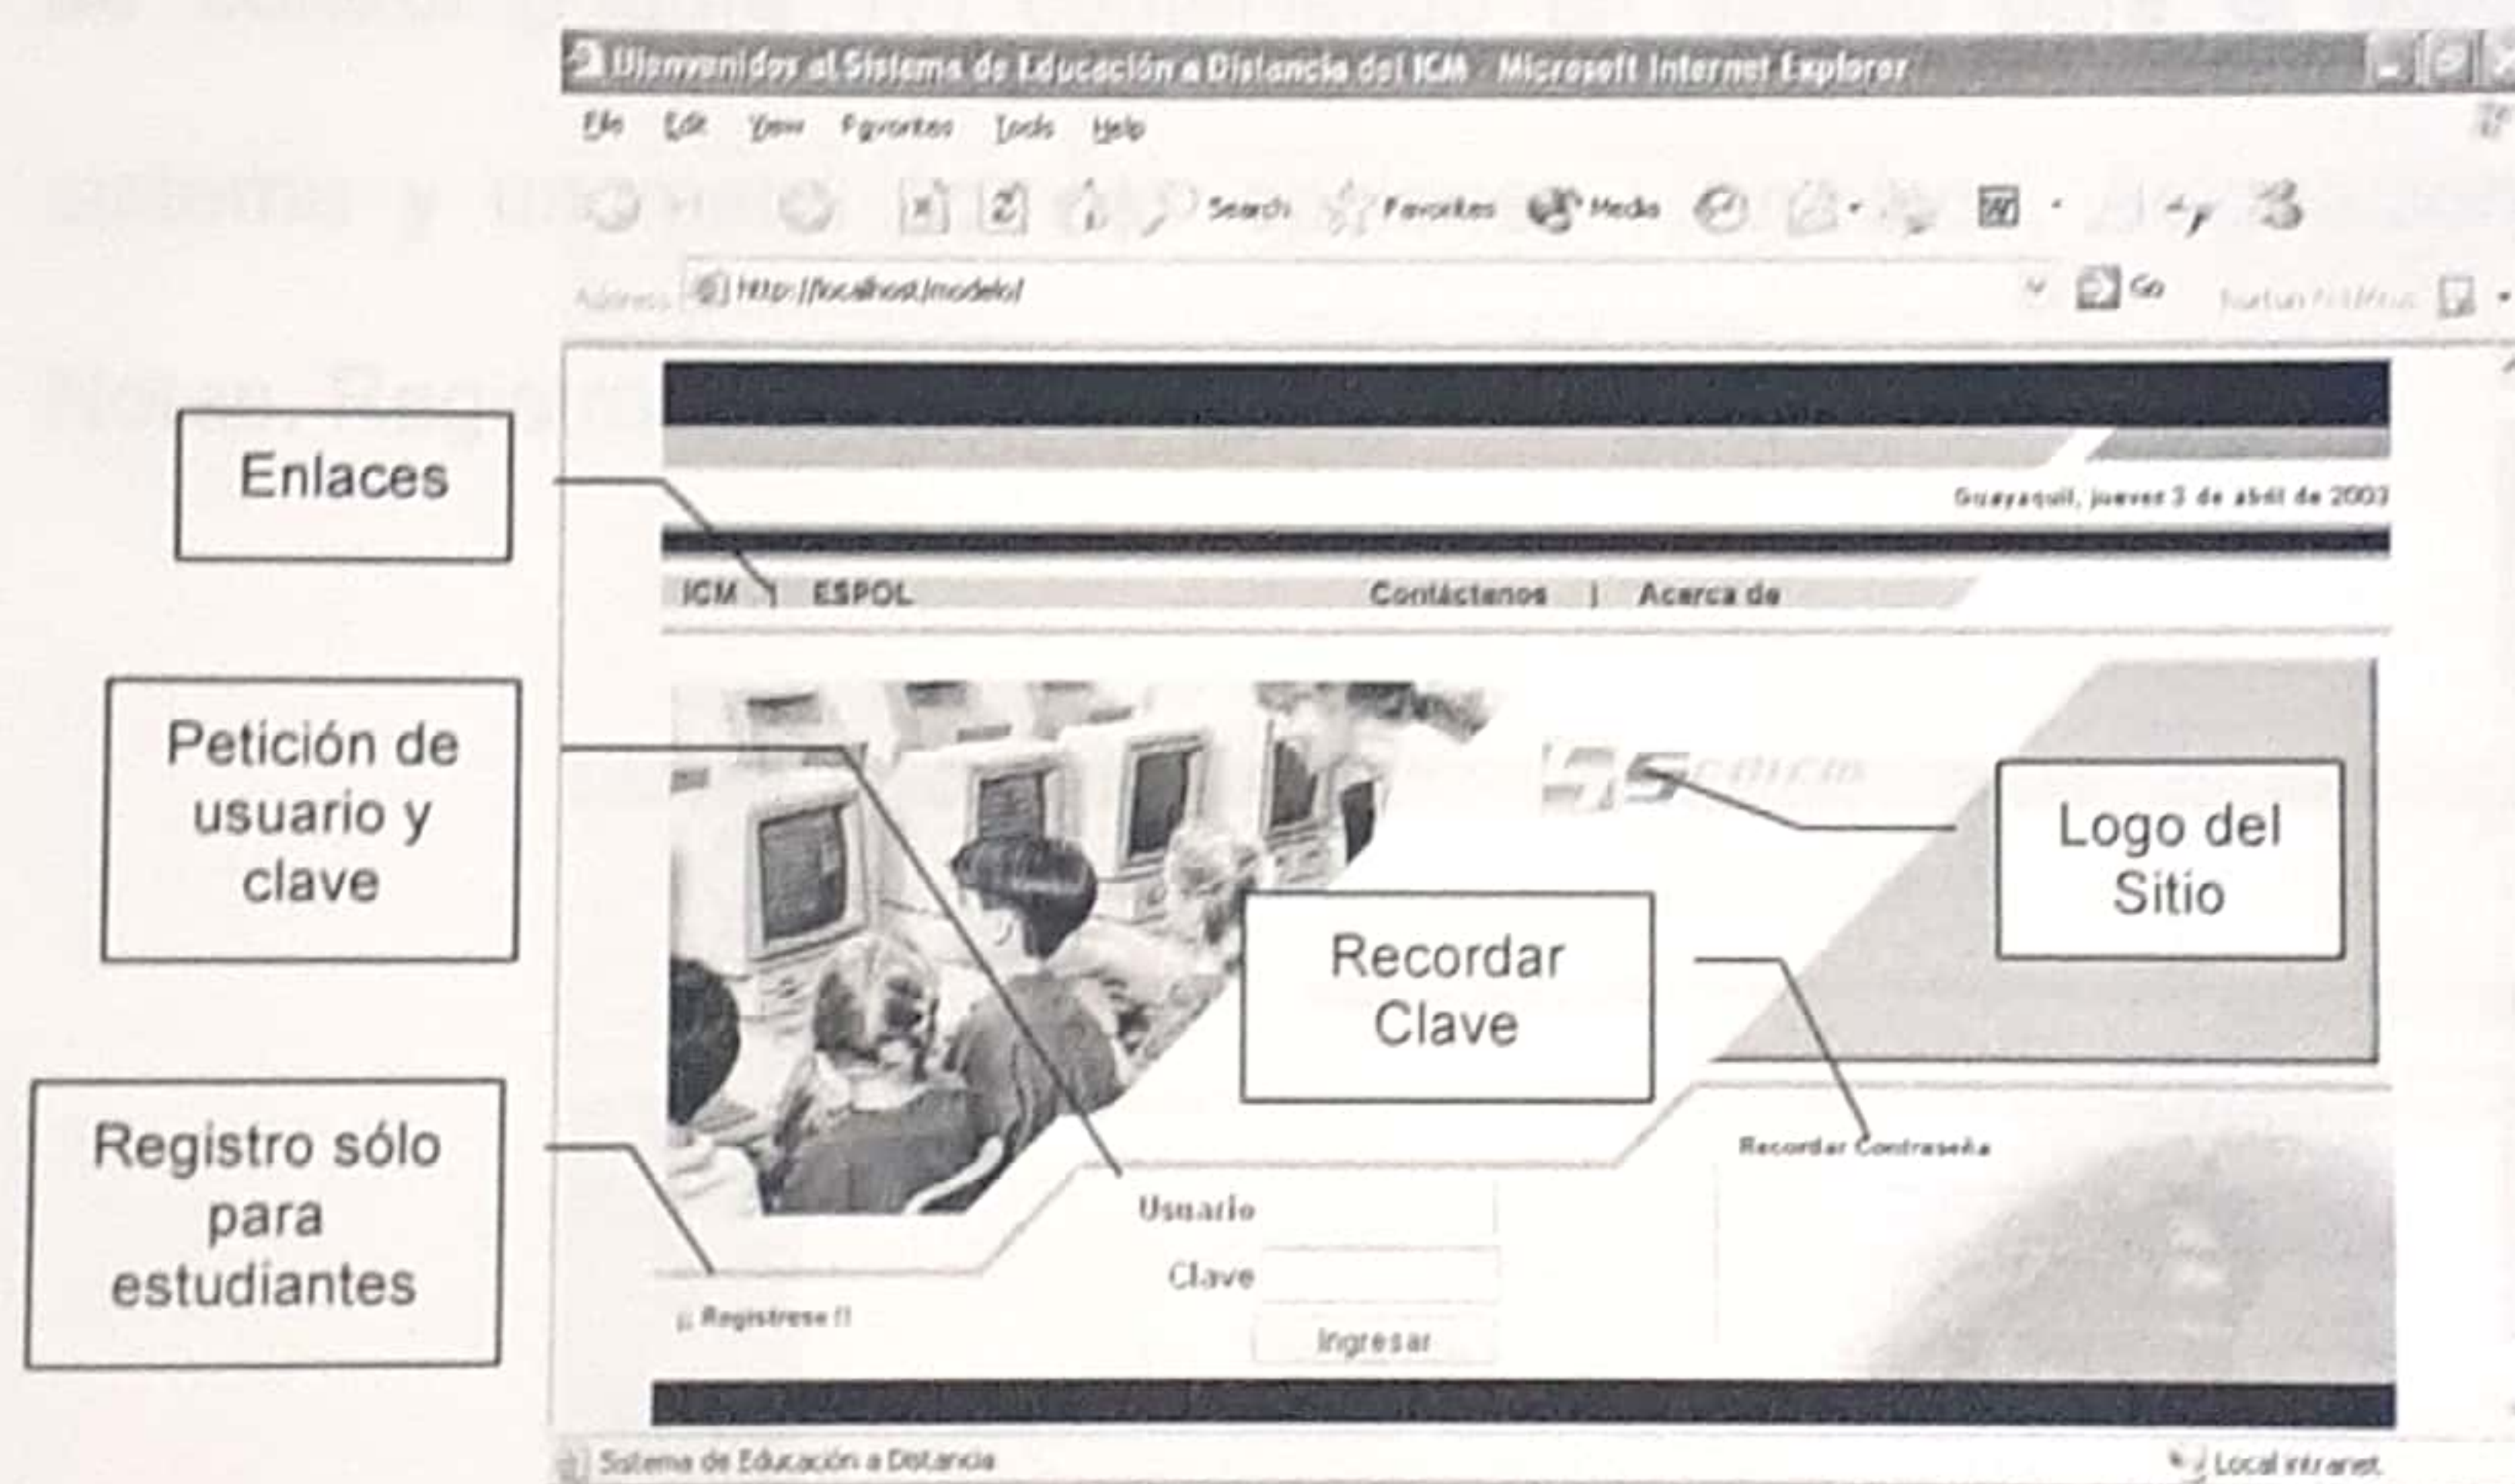 Bienvenidos al Sistema de Educación a Distancia del ICM - Microsoft Internet Explorer
File Edit View Favorites Tools Help
Search Favorites Media
Address http://localhost/modelo/ Go
Guayaquil, jueves 3 de abril de 2003
Enlaces
ICM | ESPOL Contáctenos | Acerca de
Petición de
usuario y
clave
Logo del
Sitio
Recordar
Clave
Registro sólo
para
estudiantes
Recordar Contraseña
Usuario
Clave
¡¡ Registrese !!
Ingresar
Sistema de Educación a Distancia Local intranet